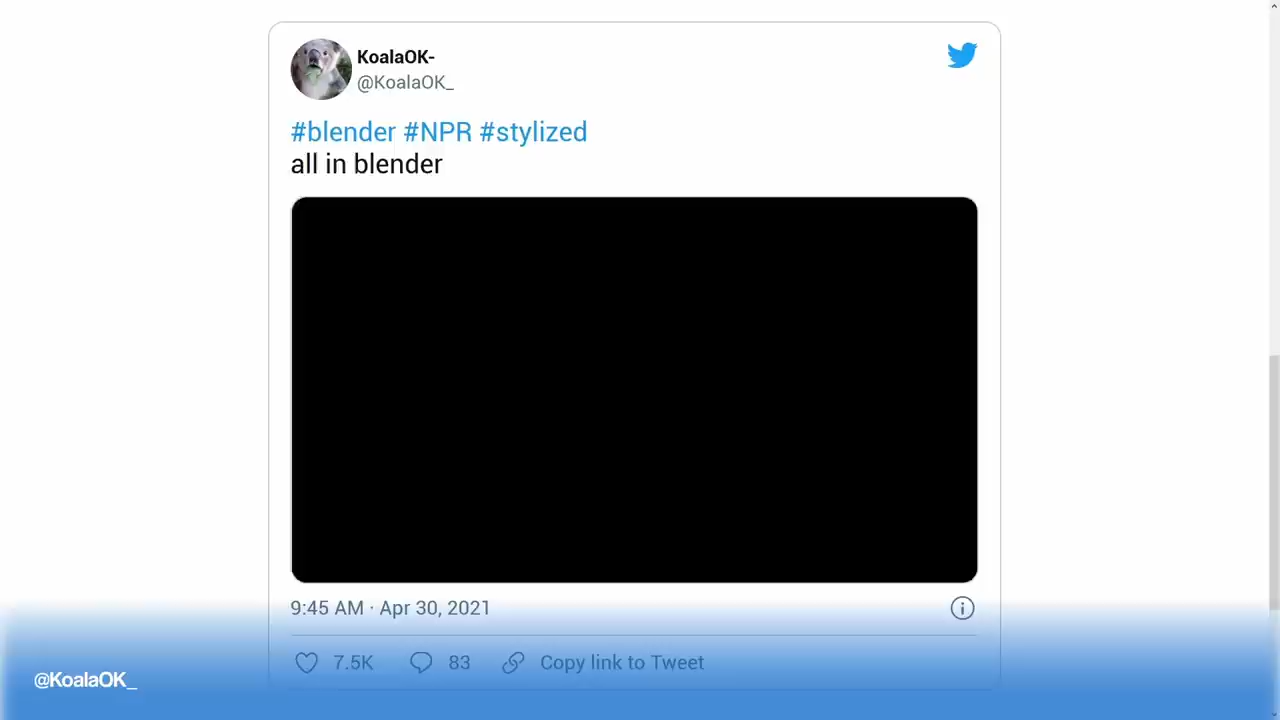 KoalaOK-
@KoalaOK_
#blender #NPR #stylized
all in blender
9:45 AM · Apr 30, 2021
7.5K 83 Copy link to Tweet
@KoalaOK_